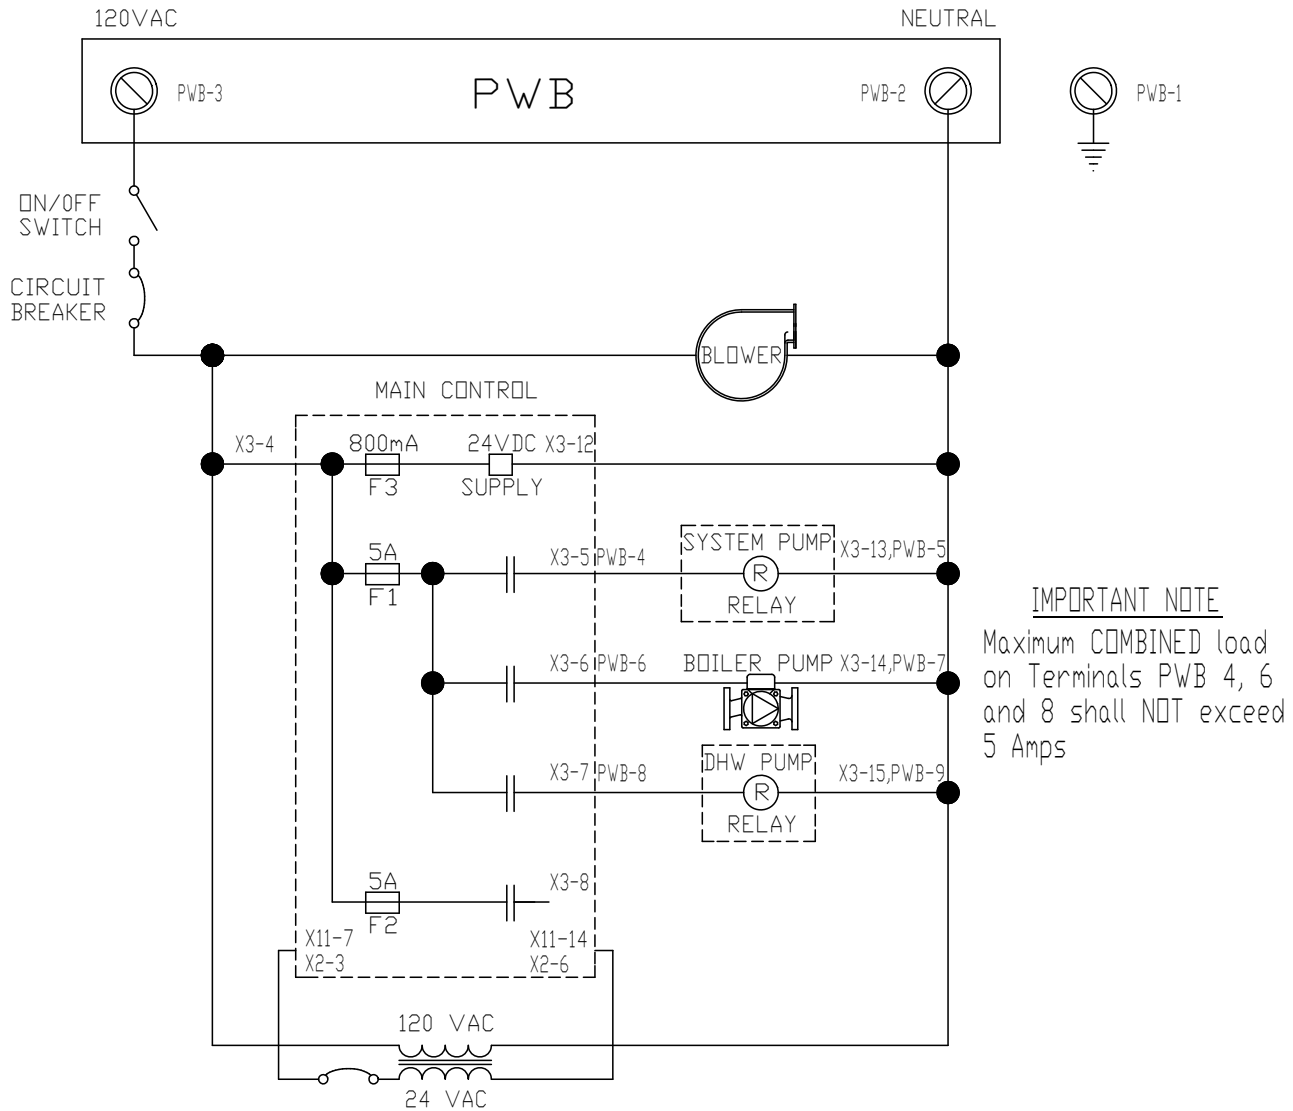 120VAC
NEUTRAL
PWB-3
PWB
PWB-2
PWB-1
ON/OFF
SWITCH
CIRCUIT
BREAKER
BLOWER
MAIN CONTROL
X3-4
800mA
24VDC
X3-12
F3
SUPPLY
5A
X3-5
PWB-4
SYSTEM PUMP
X3-13,PWB-5
F1
R
RELAY
IMPORTANT NOTE
Maximum COMBINED load
on Terminals PWB 4, 6
and 8 shall NOT exceed
5 Amps
X3-6
PWB-6
BOILER PUMP
X3-14,PWB-7
X3-7
PWB-8
DHW PUMP
X3-15,PWB-9
R
RELAY
5A
X3-8
F2
X11-7
X2-3
X11-14
X2-6
120 VAC
24 VAC